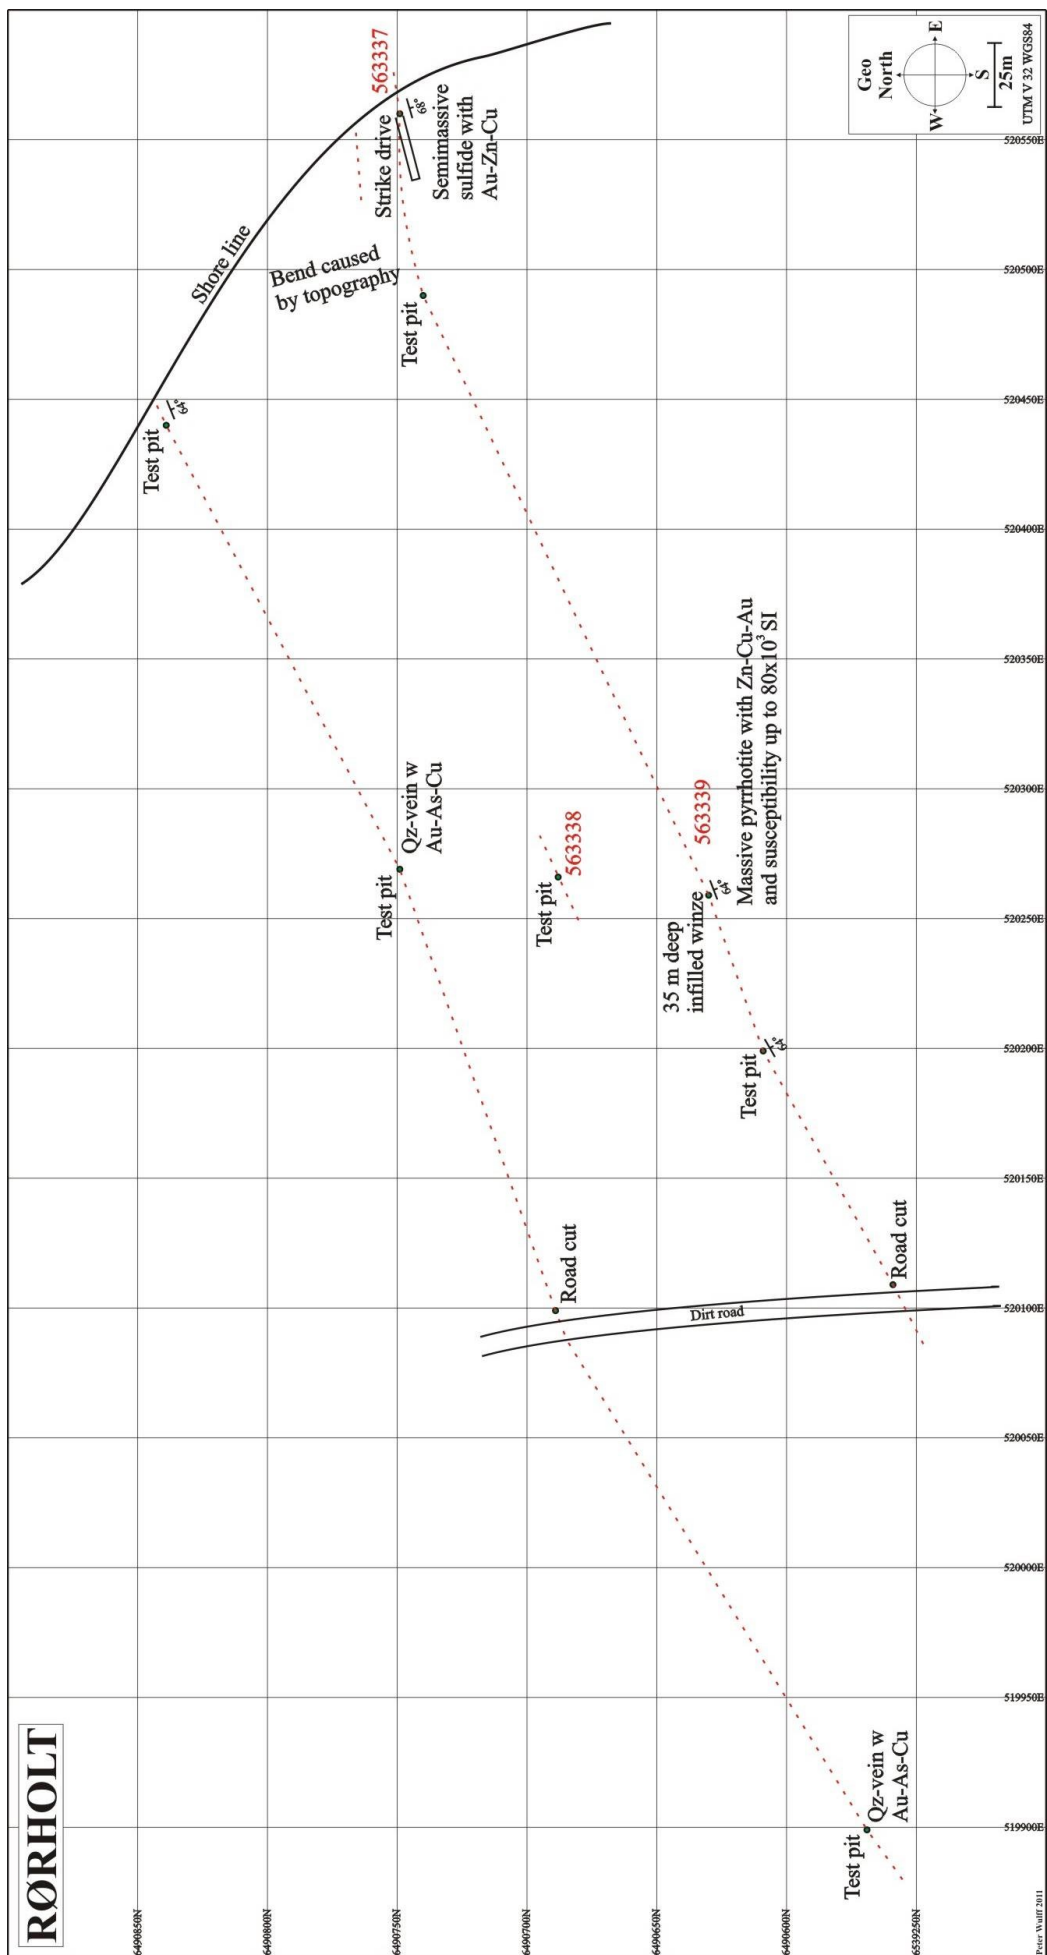 RØRHOLT
Geo
North
W
E
S
25m
UTM V 32 WGS84
Shore line
563337
Strike drive
68°
Semimassive
sulfide with
Au-Zn-Cu
Bend caused
by topography
Test pit
Test pit
64°
Test pit
Qz-vein w
Au-As-Cu
Test pit
563338
563339
35 m deep
infilled winze
64°
Massive pyrrhotite with Zn-Cu-Au
and susceptibility up to 80x10³ SI
Test pit
64°
Road cut
Road cut
Dirt road
Test pit
Qz-vein w
Au-As-Cu
6490850N
6490800N
6490750N
6490700N
6490650N
6490600N
6539250N
519900E
519950E
520000E
520050E
520100E
520150E
520200E
520250E
520300E
520350E
520400E
520450E
520500E
520550E
Peter Wulff 2011